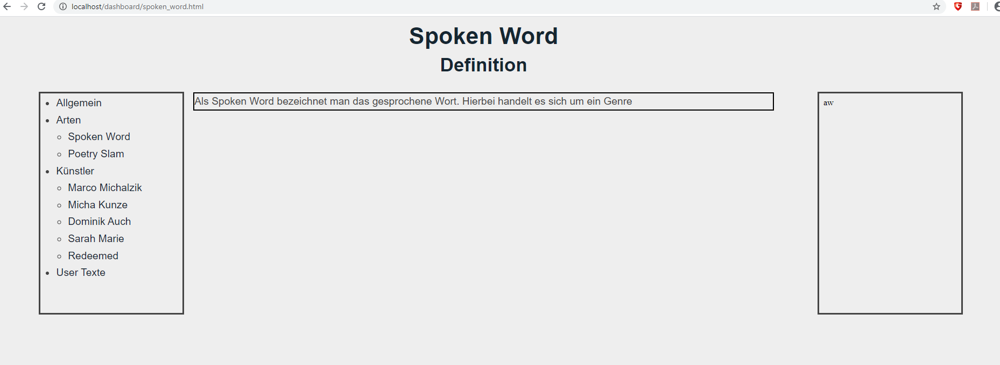 localhost/dashboard/spoken_word.html
Spoken Word
Definition
Allgemein
Arten
Spoken Word
Poetry Slam
Künstler
Marco Michalzik
Micha Kunze
Dominik Auch
Sarah Marie
Redeemed
User Texte
Als Spoken Word bezeichnet man das gesprochene Wort. Hierbei handelt es sich um ein Genre
aw